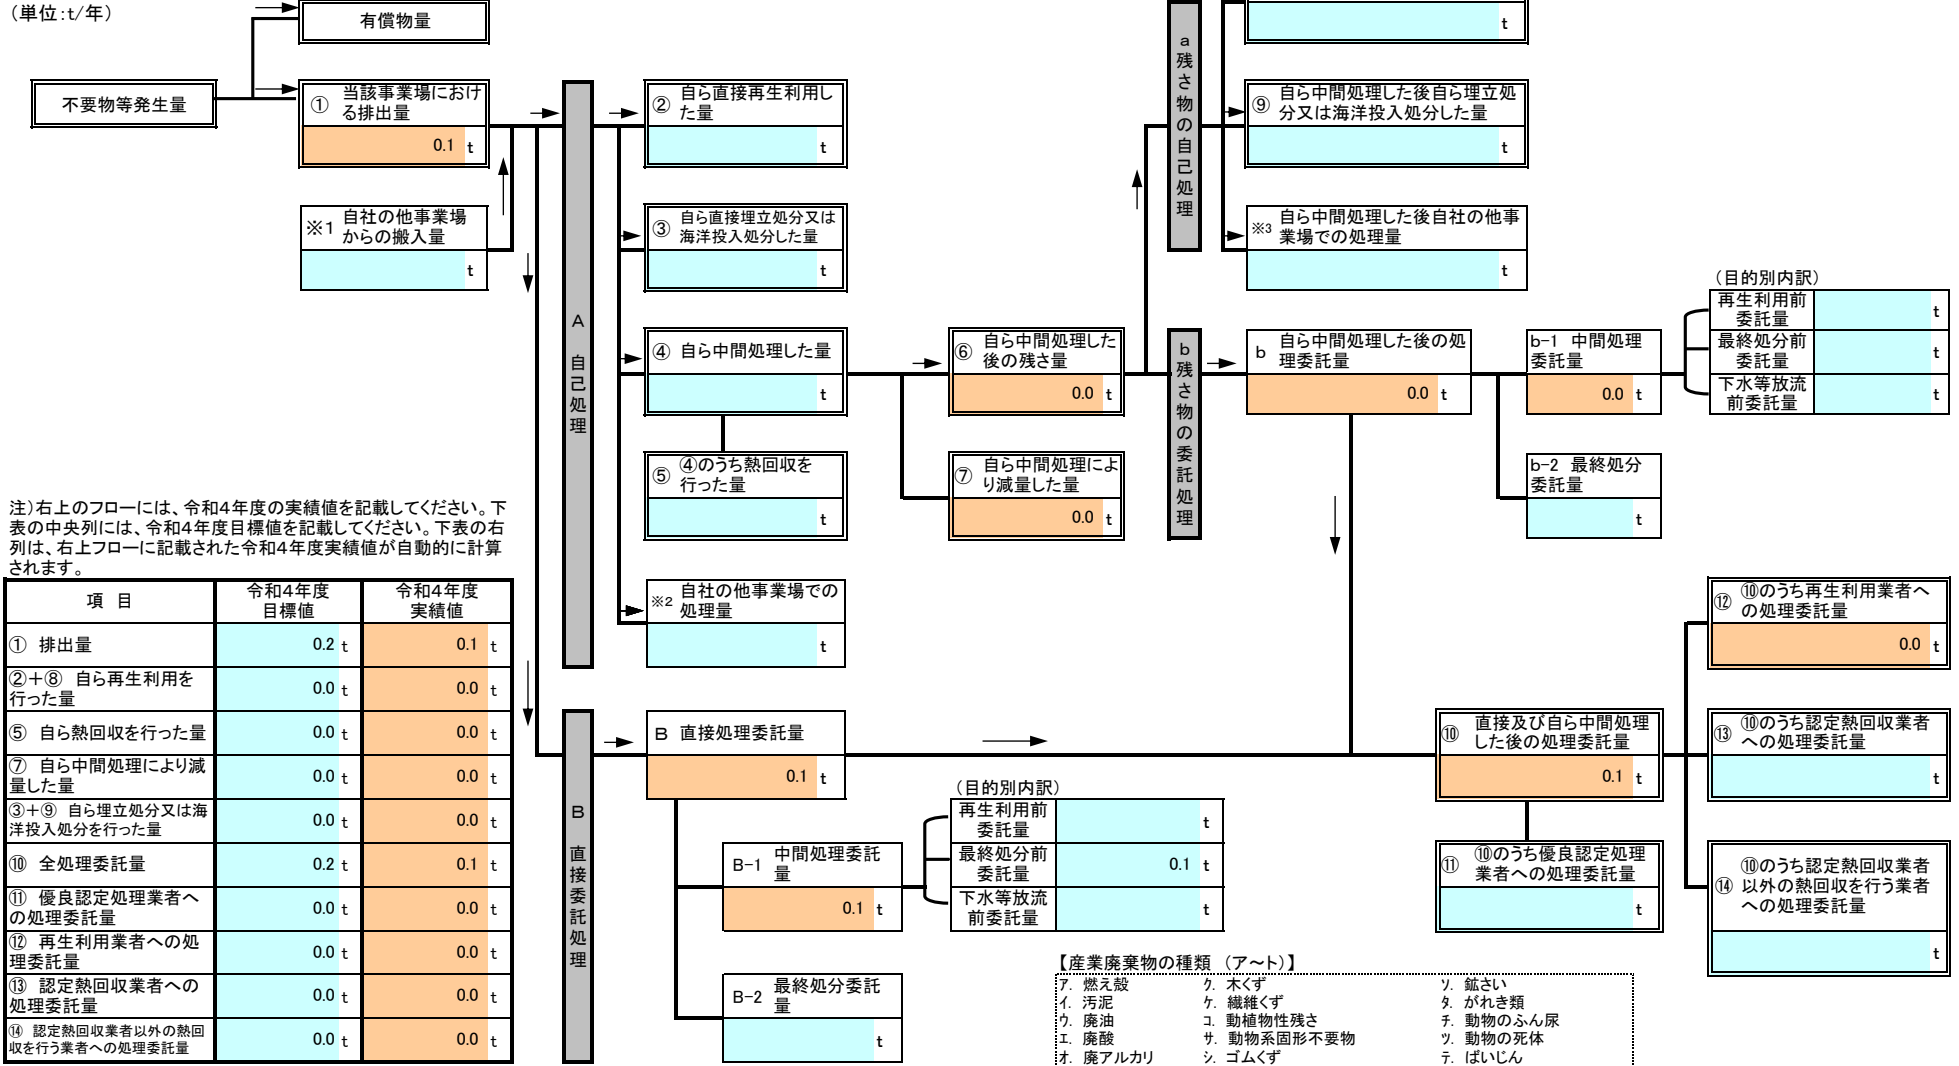 (単位:t/年)
有償物量
不要物等発生量
① 当該事業場におけ
る排出量
0.1 t
※1 自社の他事業場
からの搬入量
t
A 自己処理
② 自ら直接再生利用し
た量
t
③ 自ら直接埋立処分又は
海洋投入処分した量
t
④ 自ら中間処理した量
t
⑤ ④のうち熱回収を
行った量
t
※2 自社の他事業場での
処理量
t
⑥ 自ら中間処理した
後の残さ量
0.0 t
⑦ 自ら中間処理によ
り減量した量
0.0 t
a 残さ物の自己処理
t
⑨ 自ら中間処理した後自ら埋立処
分又は海洋投入処分した量
t
※3 自ら中間処理した後自社の他事
業場での処理量
t
b 残さ物の委託処理
b 自ら中間処理した後の処
理委託量
0.0 t
b-1 中間処理
委託量
0.0 t
b-2 最終処分
委託量
t
(目的別内訳)
再生利用前
委託量 t
最終処分前
委託量 t
下水等放流
前委託量 t
注)右上のフローには、令和4年度の実績値を記載してください。下
表の中央列には、令和4年度目標値を記載してください。下表の右
列は、右上フローに記載された令和4年度実績値が自動的に計算
されます。
項 目 令和4年度
目標値 令和4年度
実績値
① 排出量 0.2 t 0.1 t
②+⑧ 自ら再生利用を
行った量 0.0 t 0.0 t
⑤ 自ら熱回収を行った量 0.0 t 0.0 t
⑦ 自ら中間処理により減
量した量 0.0 t 0.0 t
③+⑨ 自ら埋立処分又は海
洋投入処分を行った量 0.0 t 0.0 t
⑩ 全処理委託量 0.2 t 0.1 t
⑪ 優良認定処理業者へ
の処理委託量 0.0 t 0.0 t
⑫ 再生利用業者への処
理委託量 0.0 t 0.0 t
⑬ 認定熱回収業者への
処理委託量 0.0 t 0.0 t
⑭ 認定熱回収業者以外の熱回
収を行う業者への処理委託量 0.0 t 0.0 t
B 直接委託処理
B 直接処理委託量
0.1 t
B-1 中間処理委託
量
0.1 t
B-2 最終処分委託
量
t
(目的別内訳)
再生利用前
委託量 t
最終処分前
委託量 0.1 t
下水等放流
前委託量 t
⑩ 直接及び自ら中間処理
した後の処理委託量
0.1 t
⑪ ⑩のうち優良認定処理
業者への処理委託量
t
⑫ ⑩のうち再生利用業者へ
の処理委託量
0.0 t
⑬ ⑩のうち認定熱回収業者
への処理委託量
t
⑭ ⑩のうち認定熱回収業者
以外の熱回収を行う業者
への処理委託量
t
【産業廃棄物の種類 (ア~ト)】
ア. 燃え殻 ク. 木くず ソ. 鉱さい
イ. 汚泥 ケ. 繊維くず タ. がれき類
ウ. 廃油 コ. 動植物性残さ チ. 動物のふん尿
エ. 廃酸 サ. 動物系固形不要物 ツ. 動物の死体
オ. 廃アルカリ シ. ゴムくず テ. ばいじん